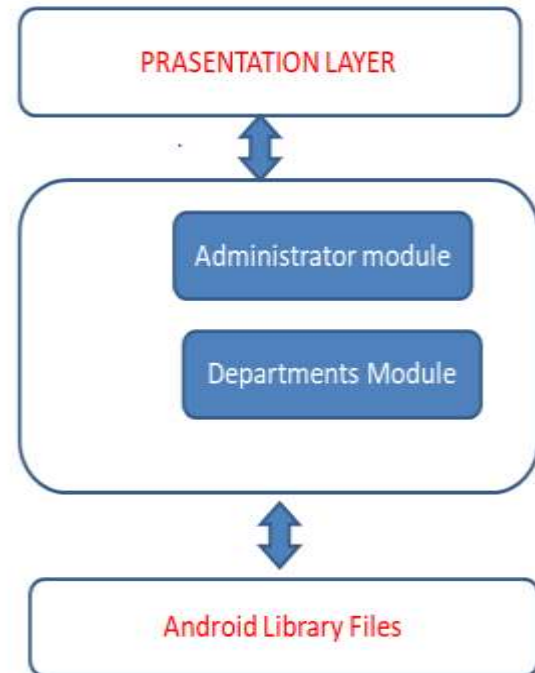 PRASENTATION LAYER
Administrator module
Departments Module
Android Library Files